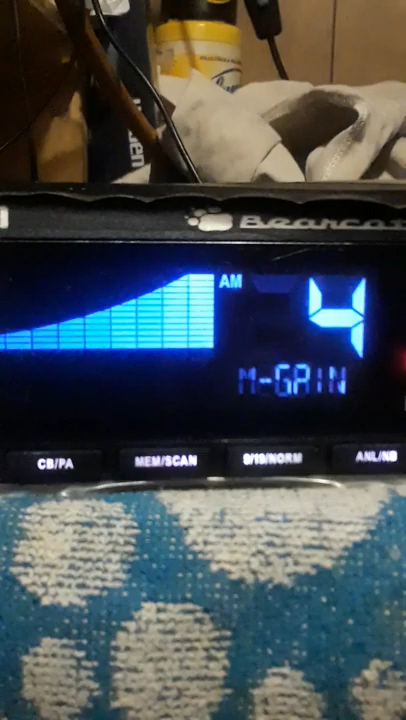 Bearcat
AM
4
M-GAIN
CB/PA
MEM/SCAN
9/19/NORM
ANL/NB